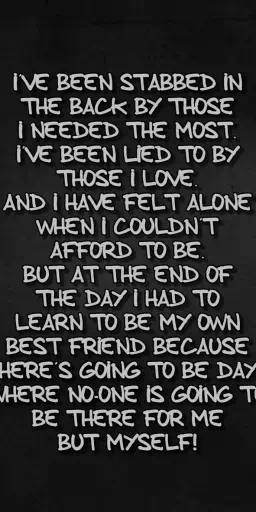 I'VE BEEN STABBED IN
THE BACK BY THOSE
I NEEDED THE MOST.
I'VE BEEN LIED TO BY
THOSE I LOVE.
AND I HAVE FELT ALONE
WHEN I COULDN'T
AFFORD TO BE.
BUT AT THE END OF
THE DAY I HAD TO
LEARN TO BE MY OWN
BEST FRIEND BECAUSE
HERE'S GOING TO BE DAY
WHERE NO-ONE IS GOING TO
BE THERE FOR ME
BUT MYSELF!